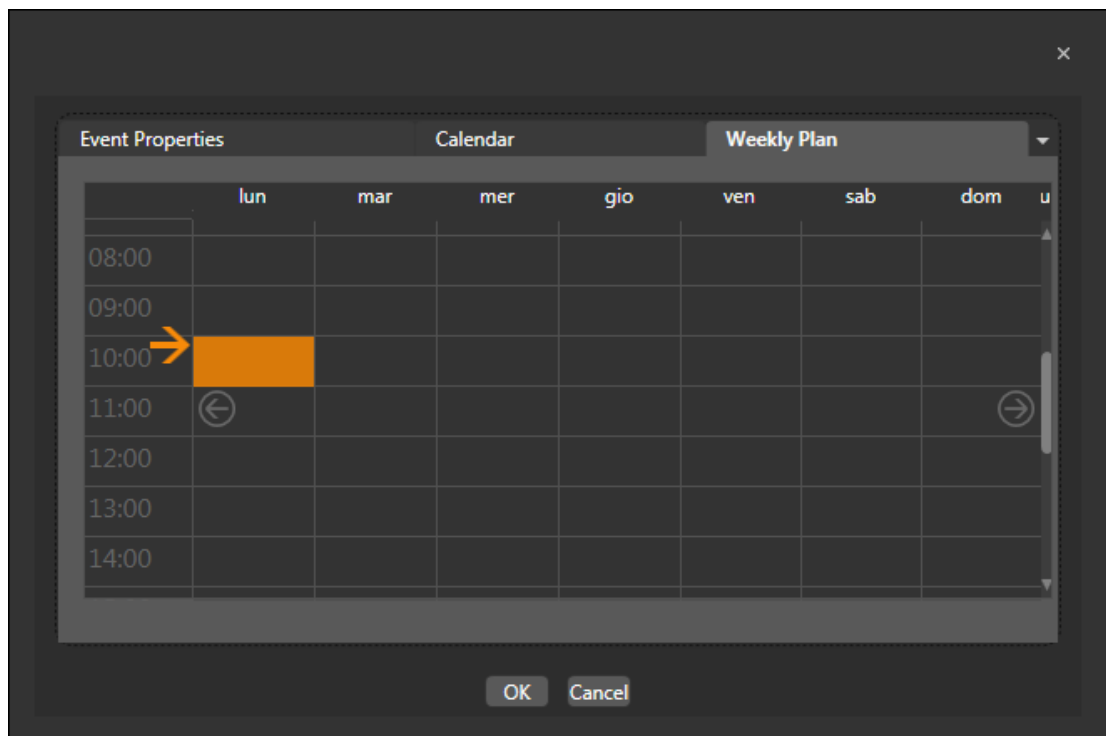 Event Properties Calendar Weekly Plan
lun mar mer gio ven sab dom u
08:00
09:00
10:00
11:00
12:00
13:00
14:00
OK Cancel